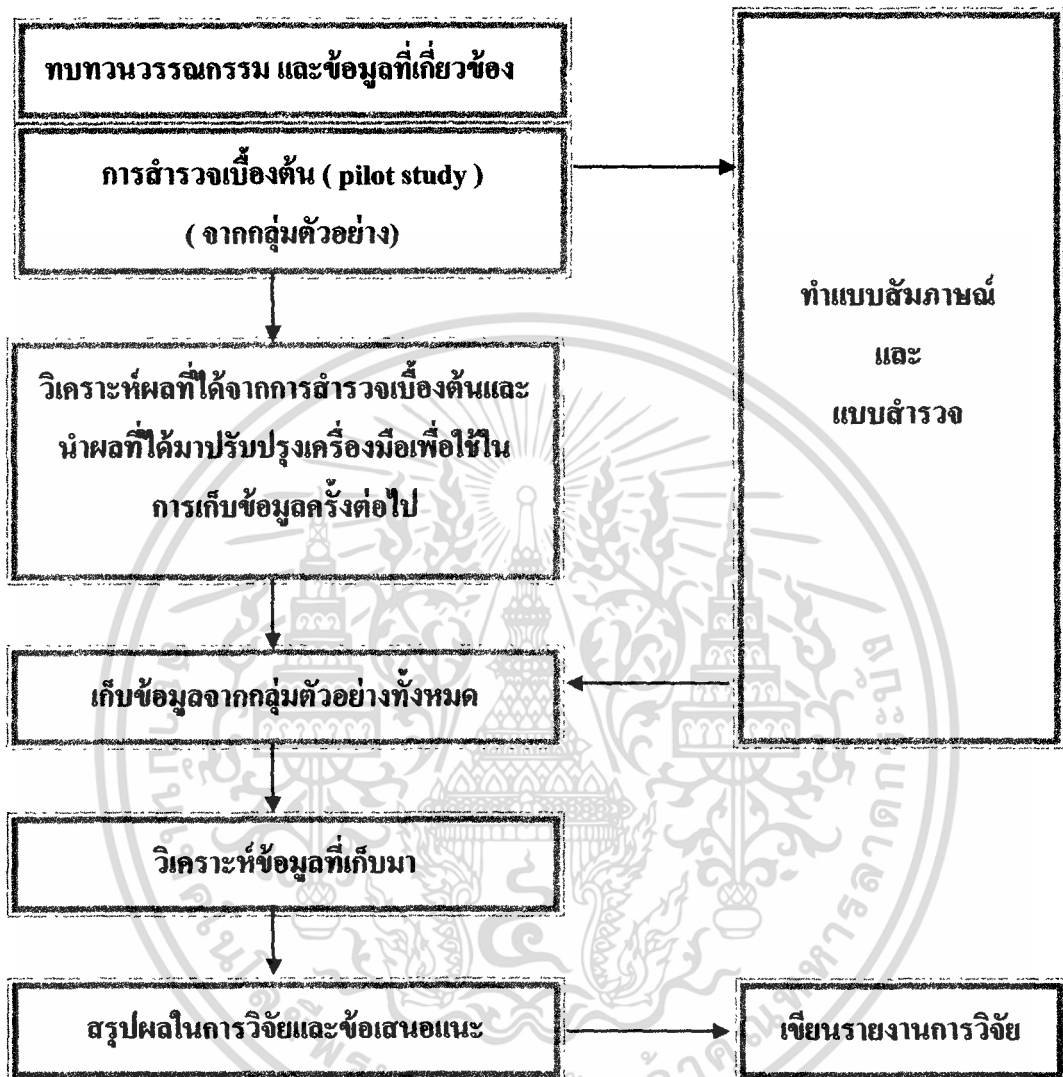 ทบทวนวรรณกรรม และข้อมูลที่เกี่ยวข้อง
การสำรวจเบื้องต้น ( pilot study )
( จากกลุ่มตัวอย่าง)
ทำแบบสัมภาษณ์
และ
แบบสำรวจ
วิเคราะห์ผลที่ได้จากการสำรวจเบื้องต้นและ
นำผลที่ได้มาปรับปรุงเครื่องมือเพื่อใช้ใน
การเก็บข้อมูลครั้งต่อไป
เก็บข้อมูลจากกลุ่มตัวอย่างทั้งหมด
วิเคราะห์ข้อมูลที่เก็บมา
สรุปผลในการวิจัยและข้อเสนอแนะ
เขียนรายงานการวิจัย